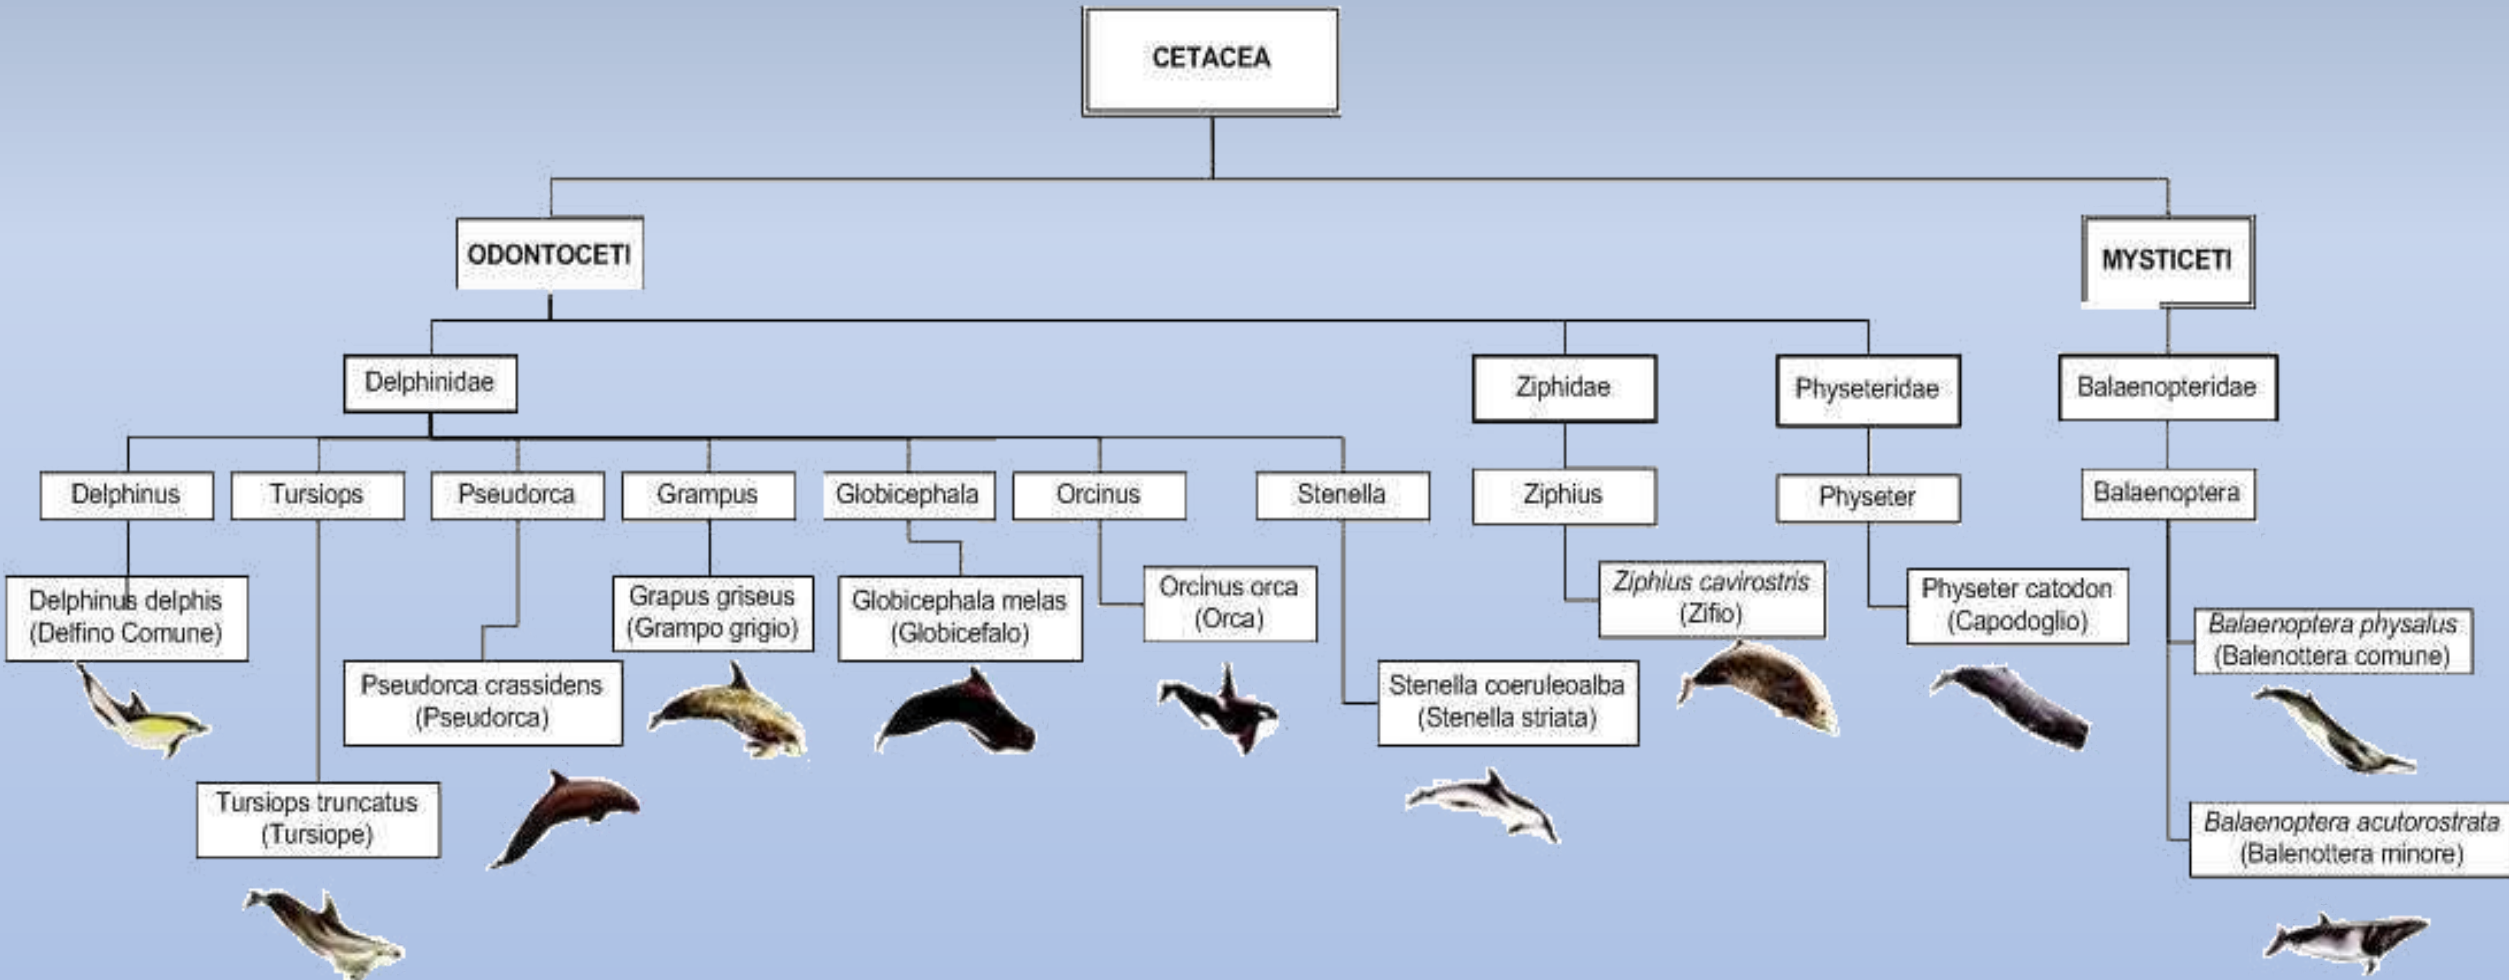 CETACEA
ODONTOCETI
MYSTICETI
Delphinidae
Ziphidae
Physeteridae
Balaenopteridae
Delphinus
Tursiops
Pseudorca
Grampus
Globicephala
Orcinus
Stenella
Ziphius
Physeter
Balaenoptera
Delphinus delphis
(Delfino Comune)
Tursiops truncatus
(Tursiope)
Pseudorca crassidens
(Pseudorca)
Grapus griseus
(Grampo grigio)
Globicephala melas
(Globicefalo)
Orcinus orca
(Orca)
Stenella coeruleoalba
(Stenella striata)
Ziphius cavirostris
(Zifio)
Physeter catodon
(Capodoglio)
Balaenoptera physalus
(Balenottera comune)
Balaenoptera acutorostrata
(Balenottera minore)